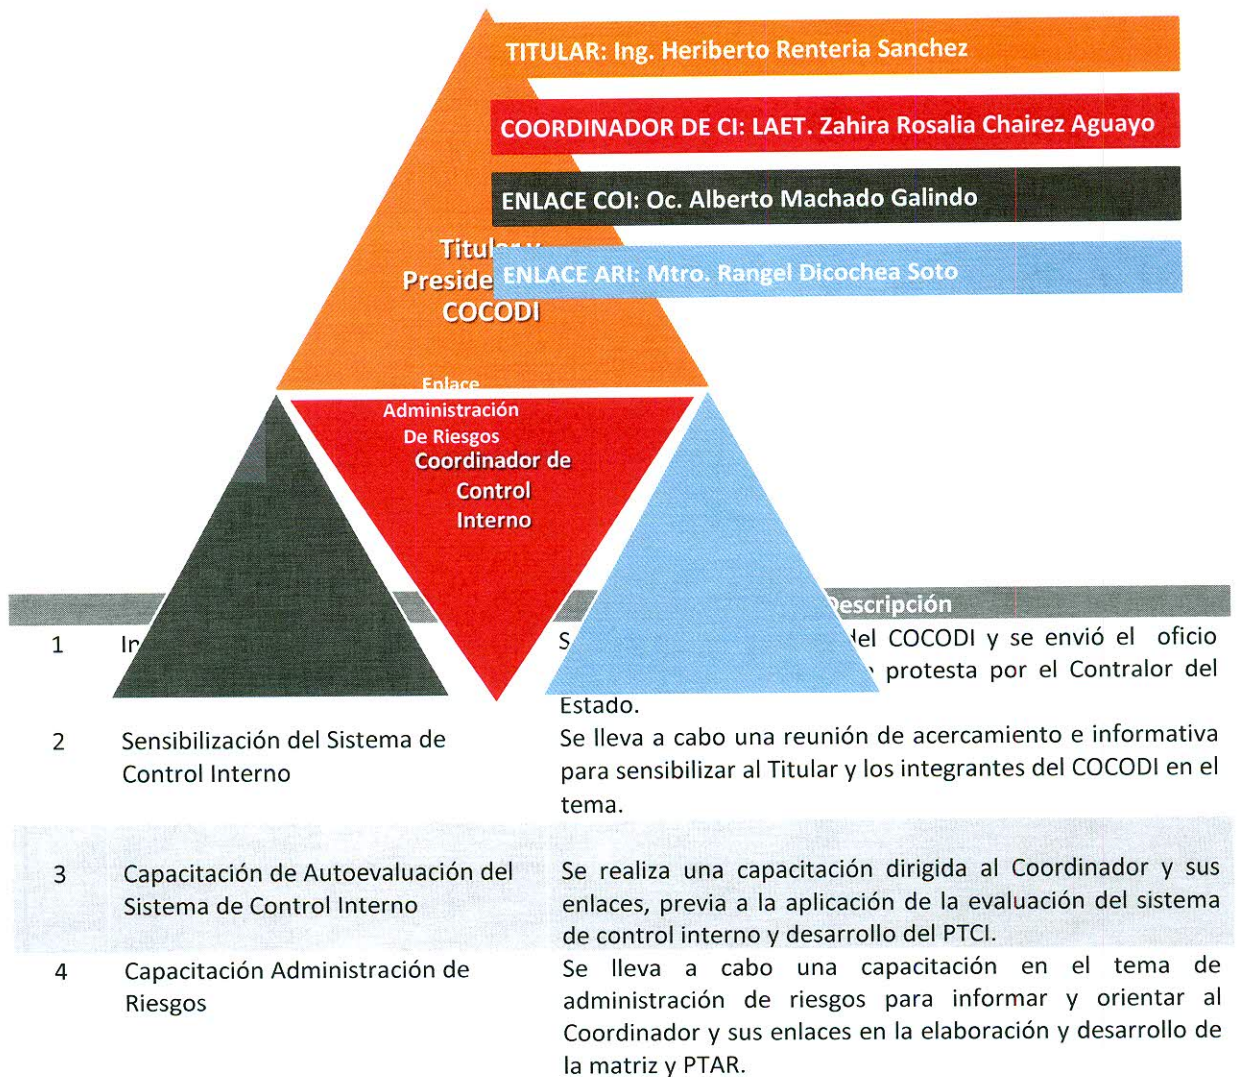 TITULAR: Ing. Heriberto Renteria Sanchez
COORDINADOR DE CI: LAET. Zahira Rosalia Chairez Aguayo
ENLACE COI: Oc. Alberto Machado Galindo
ENLACE ARI: Mtro. Rangel Dicochea Soto
COCODI
Enlace
Administración
De Riesgos
Coordinador de
Control
Interno
Descripción
1 del COCODI y se envió el oficio
protesta por el Contralor del
Estado.
2 Sensibilización del Sistema de
Control Interno
Se lleva a cabo una reunión de acercamiento e informativa
para sensibilizar al Titular y los integrantes del COCODI en el
tema.
3 Capacitación de Autoevaluación del
Sistema de Control Interno
Se realiza una capacitación dirigida al Coordinador y sus
enlaces, previa a la aplicación de la evaluación del sistema
de control interno y desarrollo del PTCI.
4 Capacitación Administración de
Riesgos
Se lleva a cabo una capacitación en el tema de
administración de riesgos para informar y orientar al
Coordinador y sus enlaces en la elaboración y desarrollo de
la matriz y PTAR.